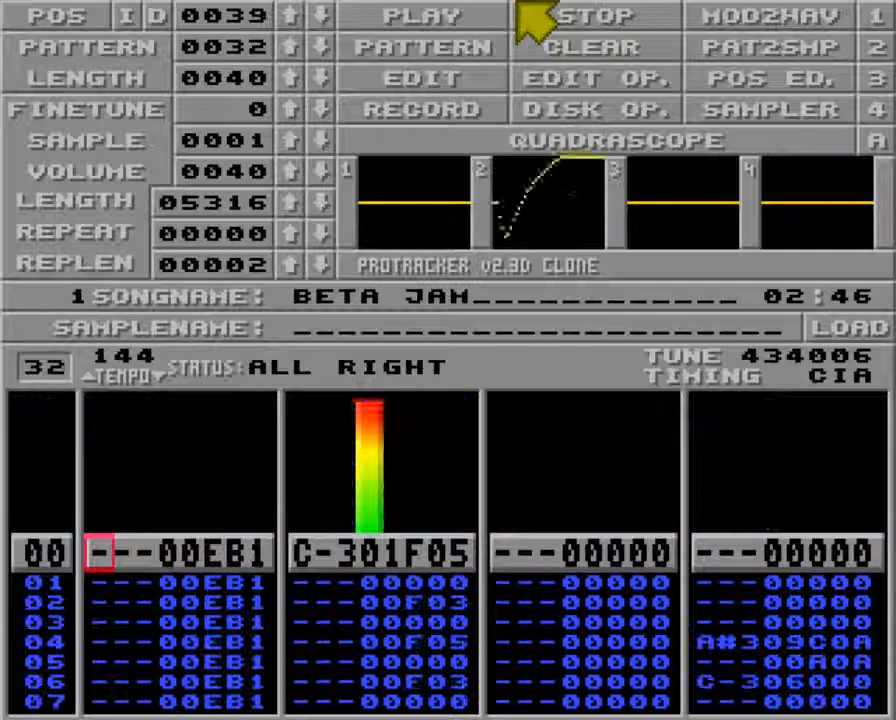 POS I D 0039 PLAY STOP MOD2WAV 1
PATTERN 0032 PATTERN CLEAR PAT2SMP 2
LENGTH 0040 EDIT EDIT OP. POS ED. 3
FINETUNE 0 RECORD DISK OP. SAMPLER 4
SAMPLE 0001 QUADRASCOPE A
VOLUME 0040 1 2 3 4
LENGTH 05316
REPEAT 00000
REPLEN 00002 PROTRACKER V2.3D CLONE
1 SONGNAME: BETA JAM____________ 02:46
SAMPLENAME: ______________________ LOAD
32 144 TEMPO STATUS: ALL RIGHT TUNE 434006
TIMING CIA
00 ---00EB1 C-301F05 ---00000 ---00000
01 ---00EB1 ---00000 ---00000 ---00000
02 ---00EB1 ---00F03 ---00000 ---00000
03 ---00EB1 ---00000 ---00000 ---00000
04 ---00EB1 ---00F05 ---00000 A#309C0A
05 ---00EB1 ---00000 ---00000 ---00A0A
06 ---00EB1 ---00F03 ---00000 C-306000
07 ---00EB1 ---00000 ---00000 ---00000